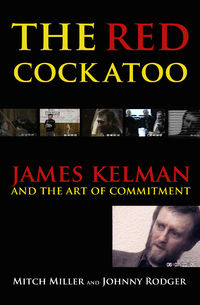 THE RED
COCKATOO
JAMES KELMAN
AND THE ART OF COMMITMENT
MITCH MILLER AND JOHNNY RODGER